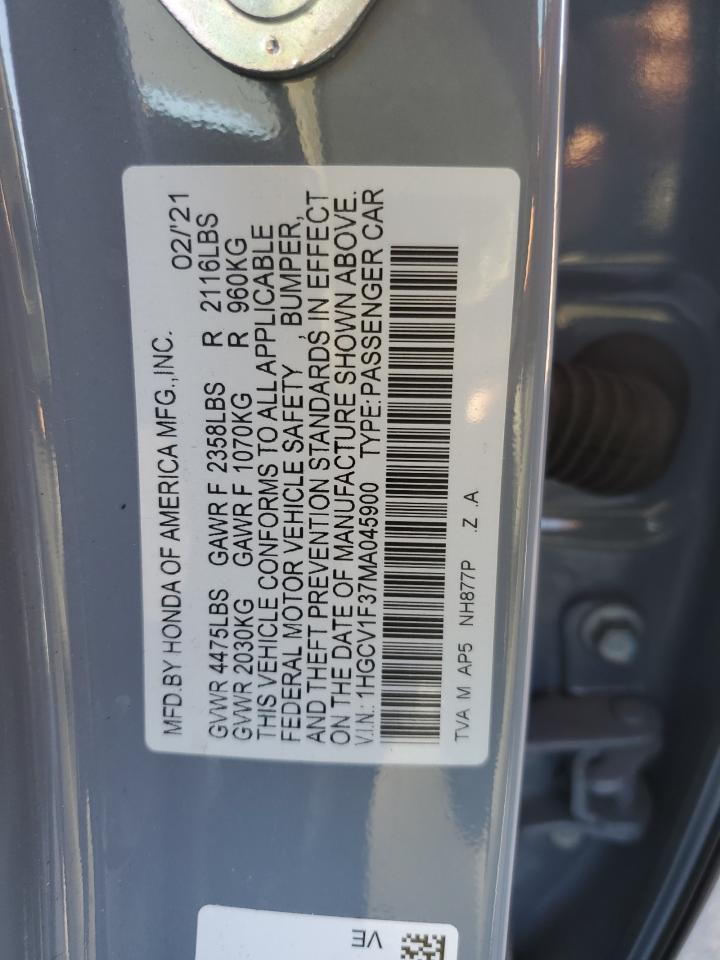 MFD.BY HONDA OF AMERICA MFG.,INC. 02/'21
GVWR 4475LBS GAWR F 2358LBS R 2116LBS
GVWR 2030KG GAWR F 1070KG R 960KG
THIS VEHICLE CONFORMS TO ALL APPLICABLE
FEDERAL MOTOR VEHICLE SAFETY , BUMPER,
AND THEFT PREVENTION STANDARDS IN EFFECT
ON THE DATE OF MANUFACTURE SHOWN ABOVE.
V.I.N.: 1HGCV1F37MA045900 TYPE:PASSENGER CAR
TVA M AP5 NH877P .Z .A
VE